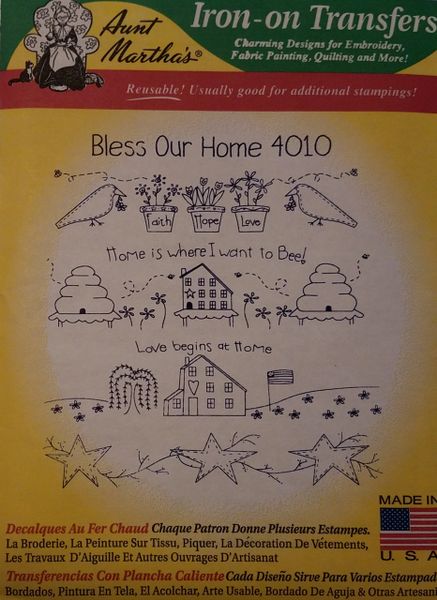 Aunt
Martha's®
Iron-on Transfers
Charming Designs for Embroidery,
Fabric Painting, Quilting and More!
Reusable! Usually good for additional stampings!
Bless Our Home 4010
Faith Hope Love
Home is where I want to Bee!
Love begins at Home
MADE IN
U. S. A
Decalques Au Fer Chaud Chaque Patron Donne Plusieurs Estampes.
La Broderie, La Peinture Sur Tissu, Piquer, La Décoration De Vétements,
Les Travaux D'Aiguille Et Autres Ouvrages D'Artisanat
Transferencias Con Plancha Caliente Cada Diseño Sirve Para Varios Estampad
Bordados, Pintura En Tela, El Acolchar, Arte Usable, Bordado De Aguja & Otras Artesan